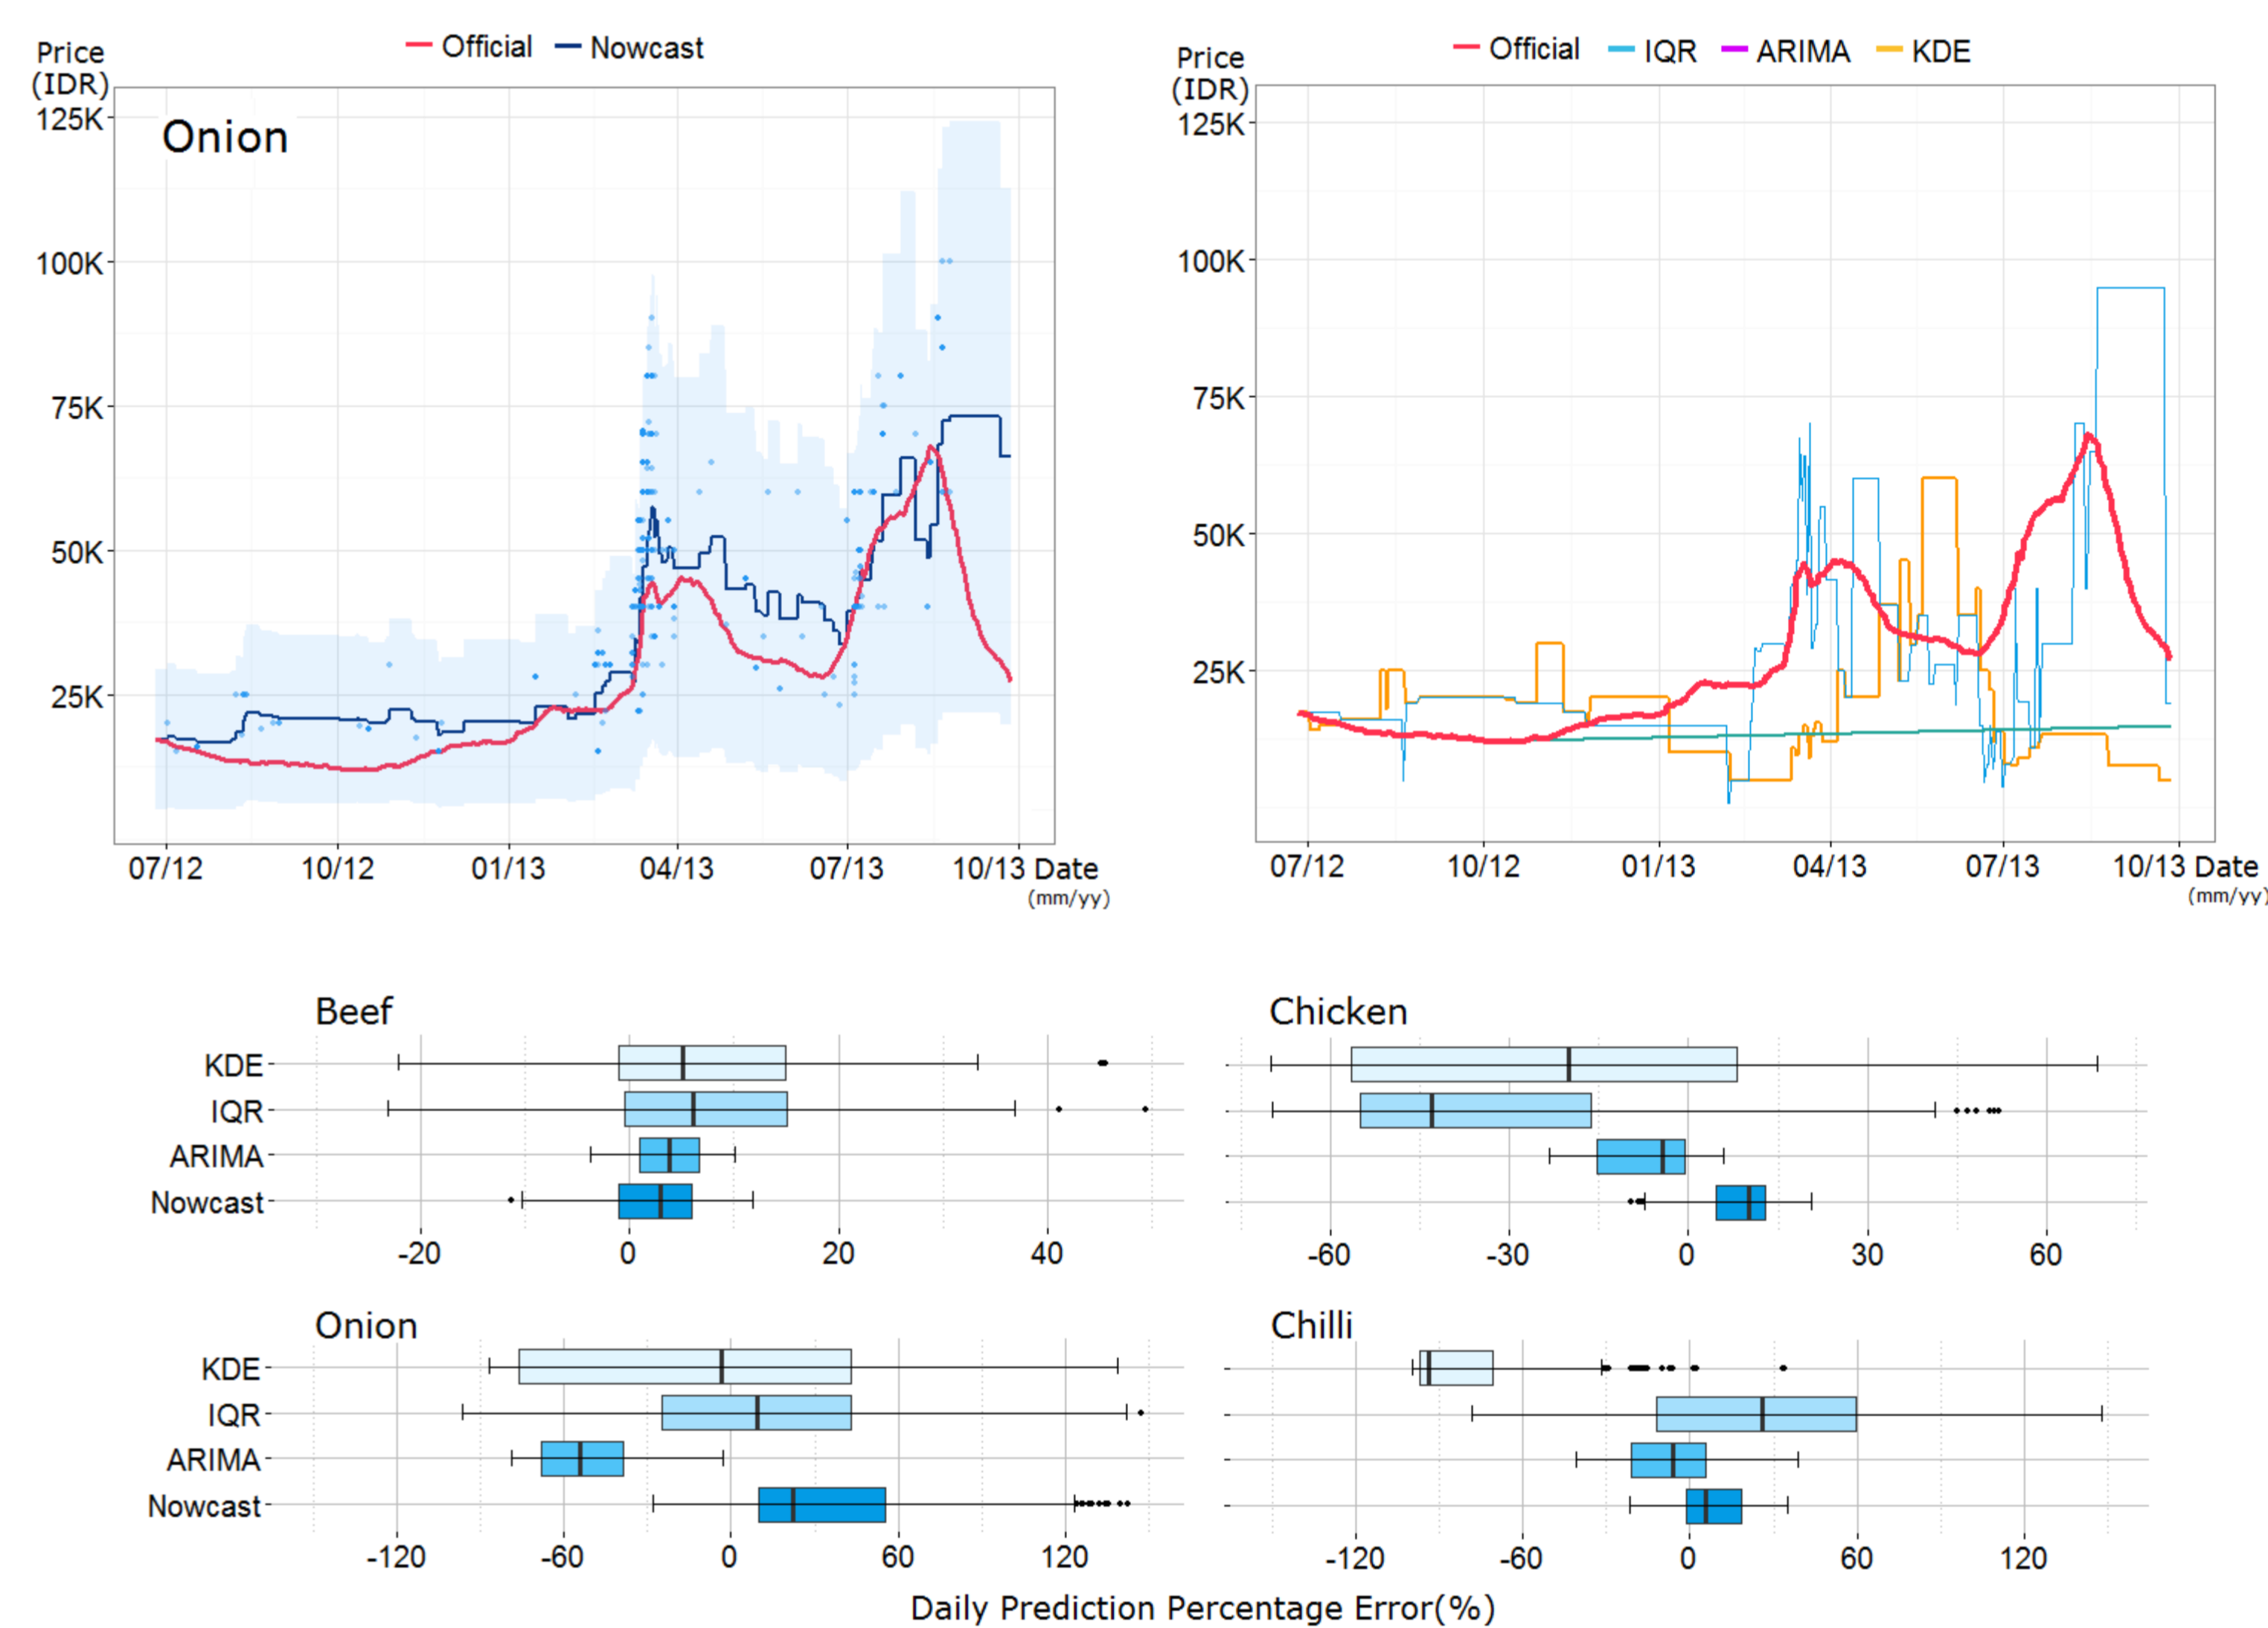 Price
(IDR)
Official
Nowcast
125K
Onion
100K
75K
50K
25K
07/12
10/12
01/13
04/13
07/13
10/13
Date
(mm/yy)
Price
(IDR)
Official
IQR
ARIMA
KDE
125K
100K
75K
50K
25K
07/12
10/12
01/13
04/13
07/13
10/13
Date
(mm/yy)
Beef
KDE
IQR
ARIMA
Nowcast
-20
0
20
40
Chicken
-60
-30
0
30
60
Onion
KDE
IQR
ARIMA
Nowcast
-120
-60
0
60
120
Chilli
-120
-60
0
60
120
Daily Prediction Percentage Error(%)